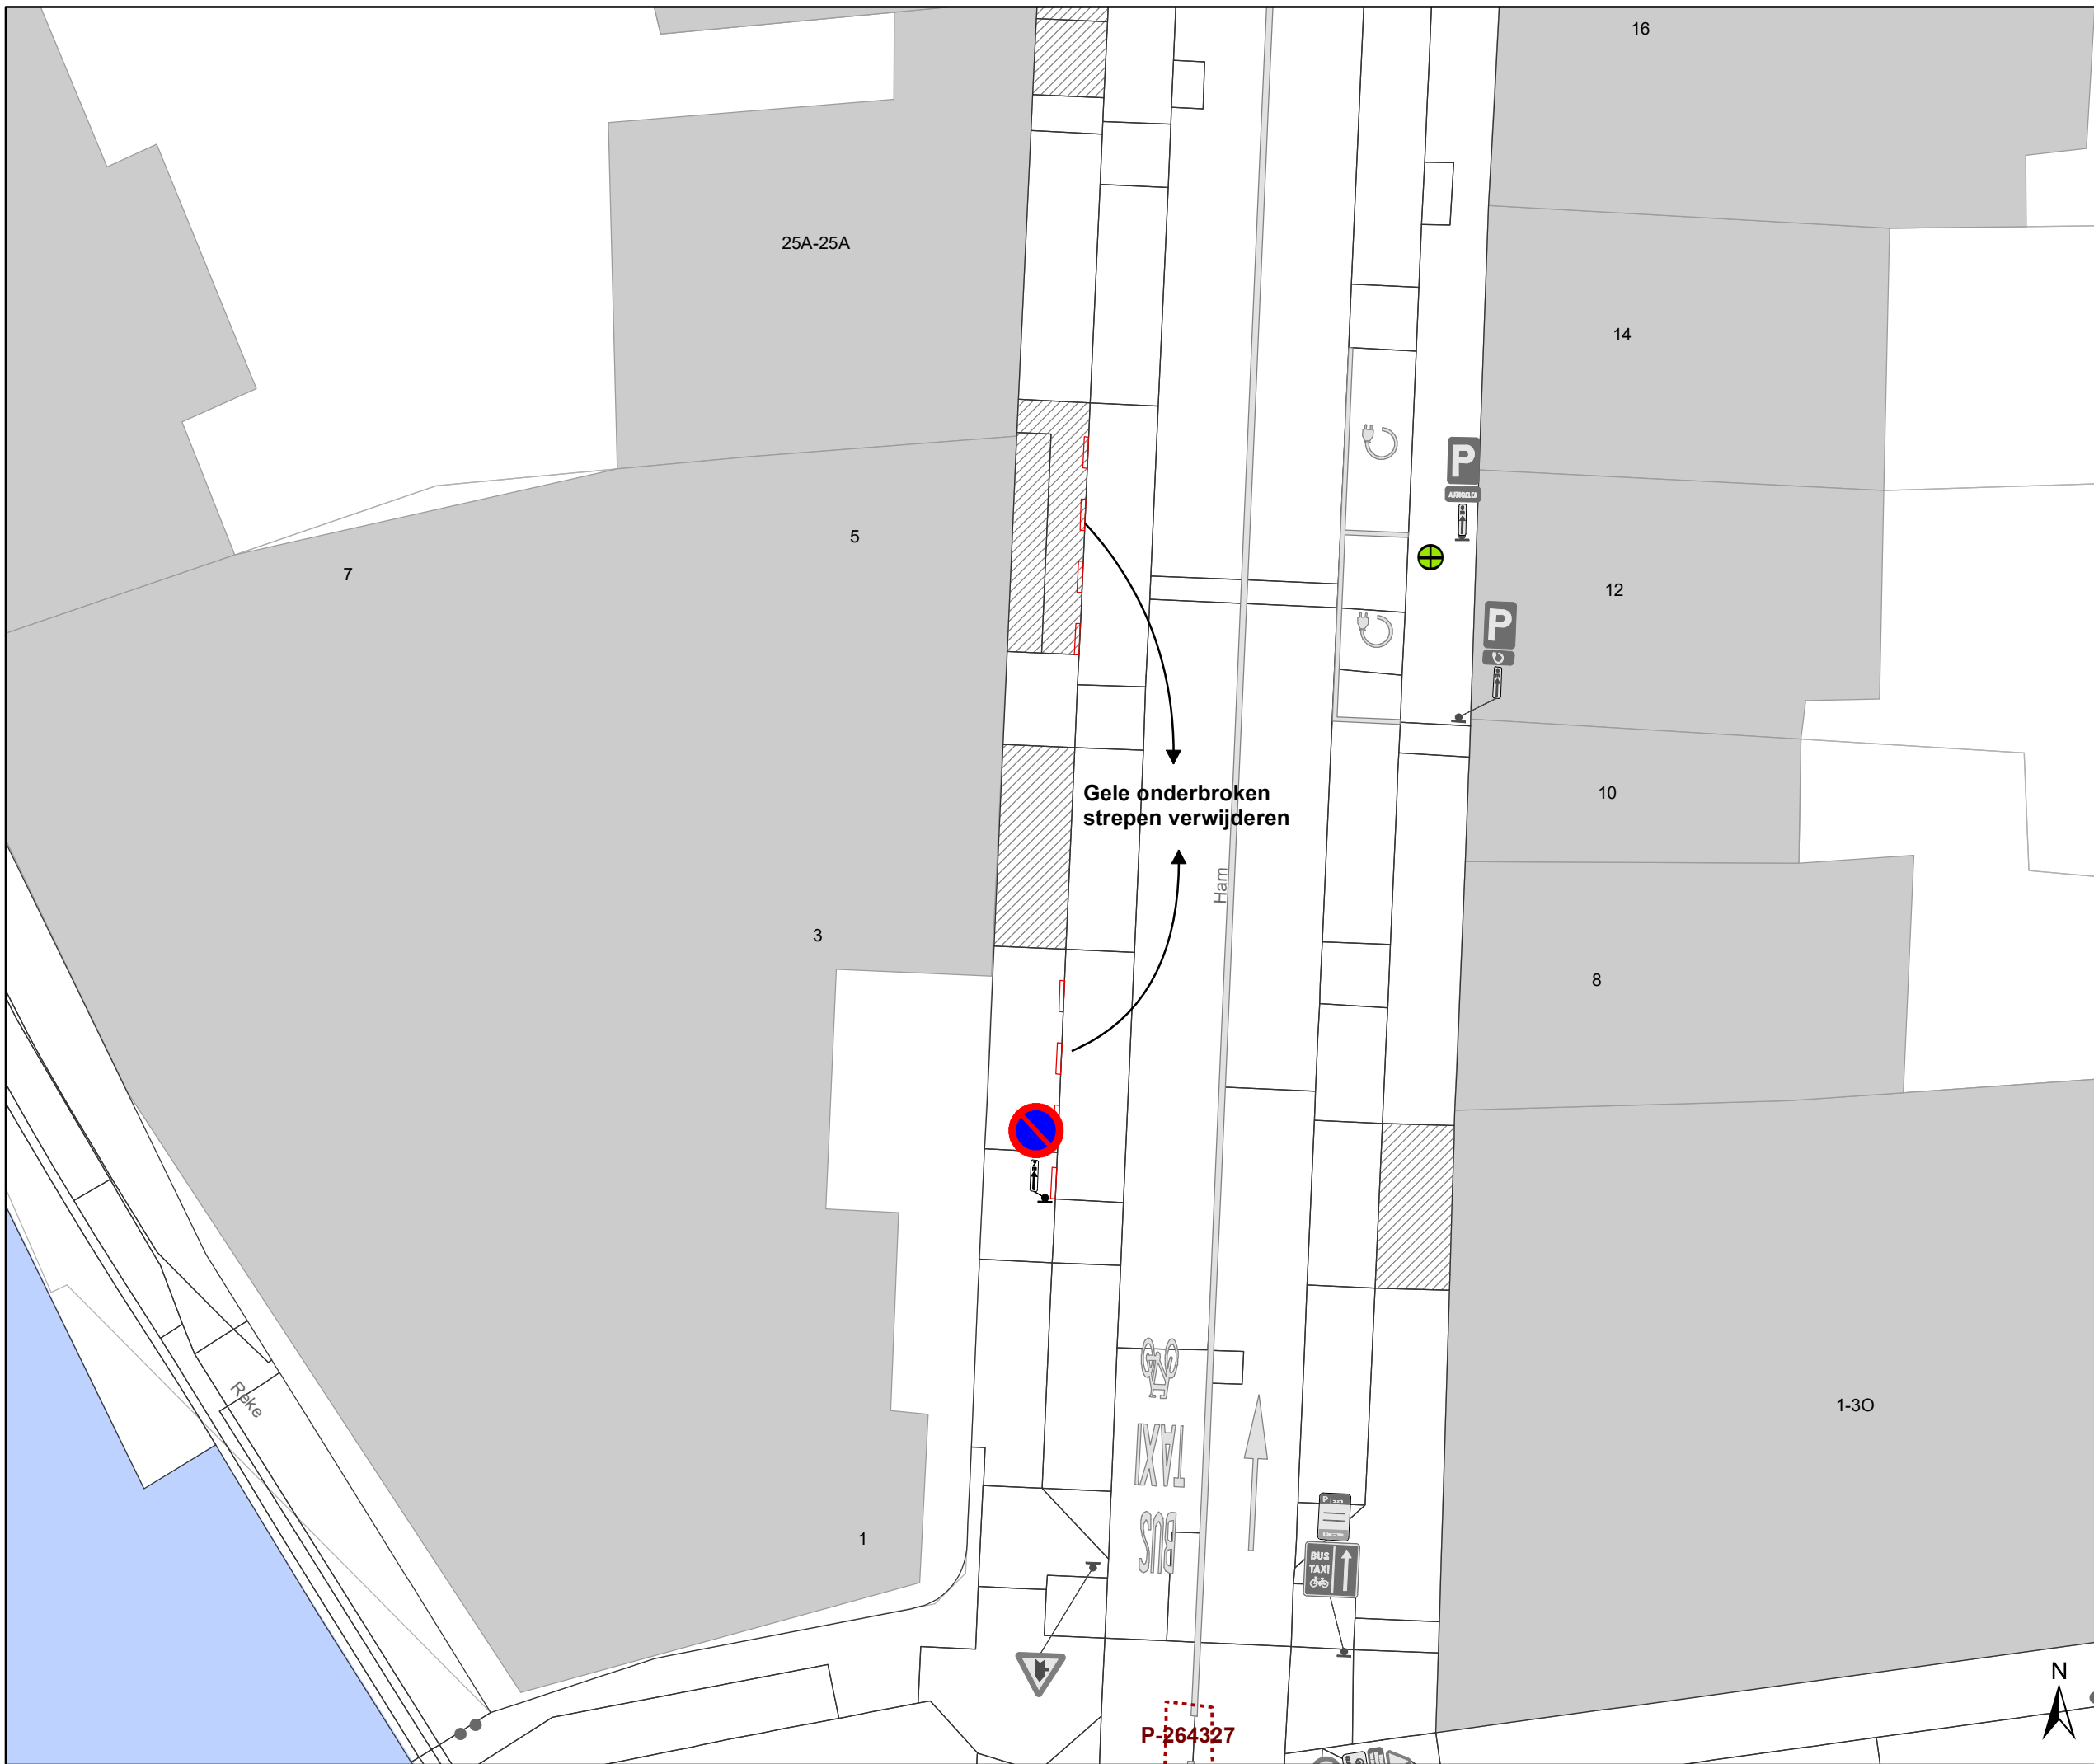 16
25A-25A
14
P
AUTODELEN
5
7
12
P
Gele onderbroken
strepen verwijderen
10
Ham
3
8
Reke
1-3O
TAXI
BUS
P
BUS
TAXI
1
N
P-264327